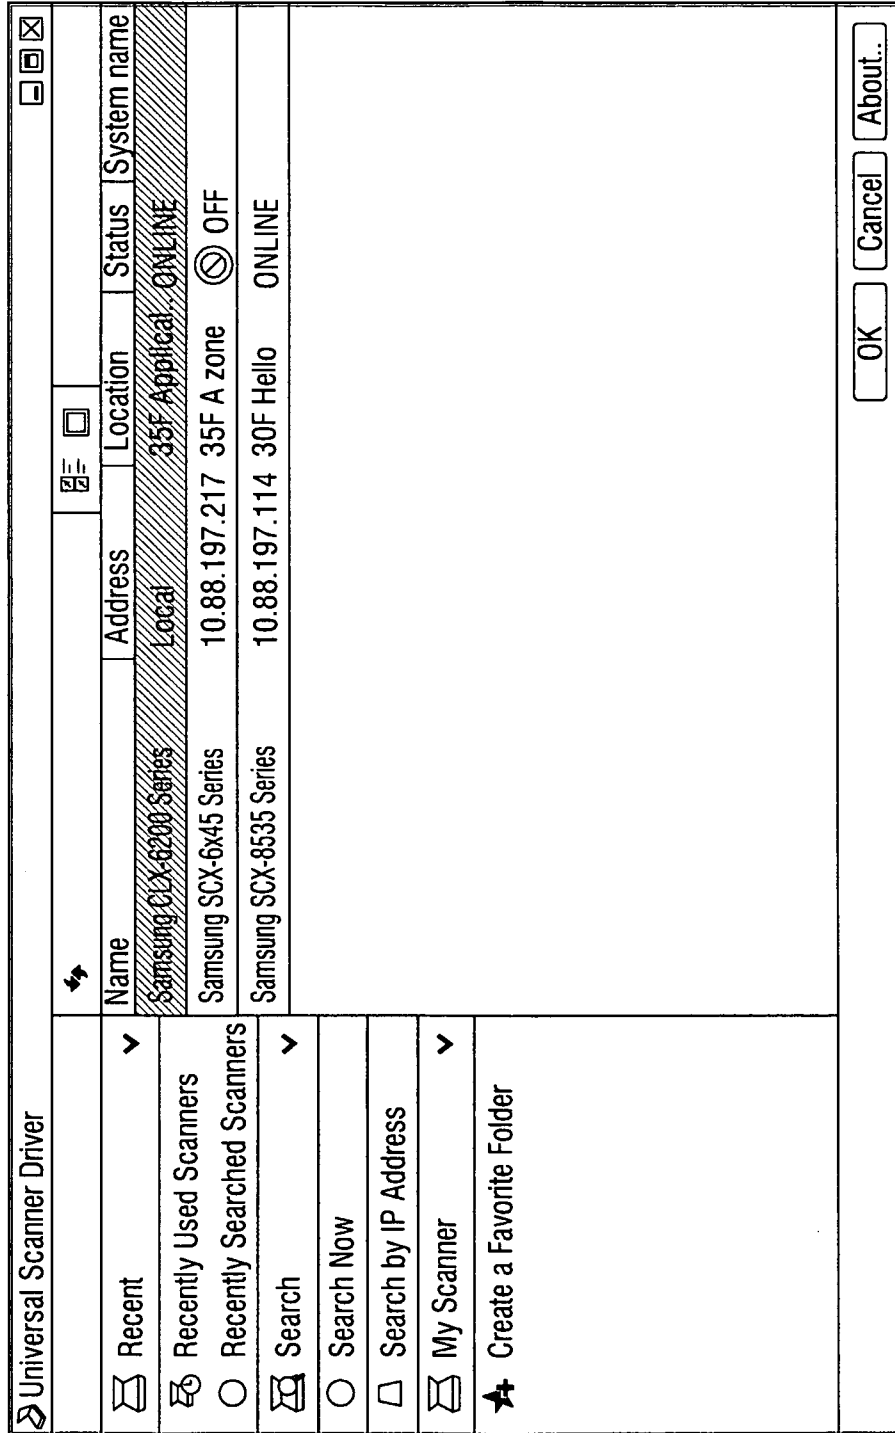 Universal Scanner Driver
Recent
Recently Used Scanners
Recently Searched Scanners
Search
Search Now
Search by IP Address
My Scanner
Create a Favorite Folder
Name Address Location Status System name
Samsung CLX-6200 Series Local 35F Applical.. ONLINE
Samsung SCX-6x45 Series 10.88.197.217 35F A zone OFF
Samsung SCX-8535 Series 10.88.197.114 30F Hello ONLINE
OK Cancel About..